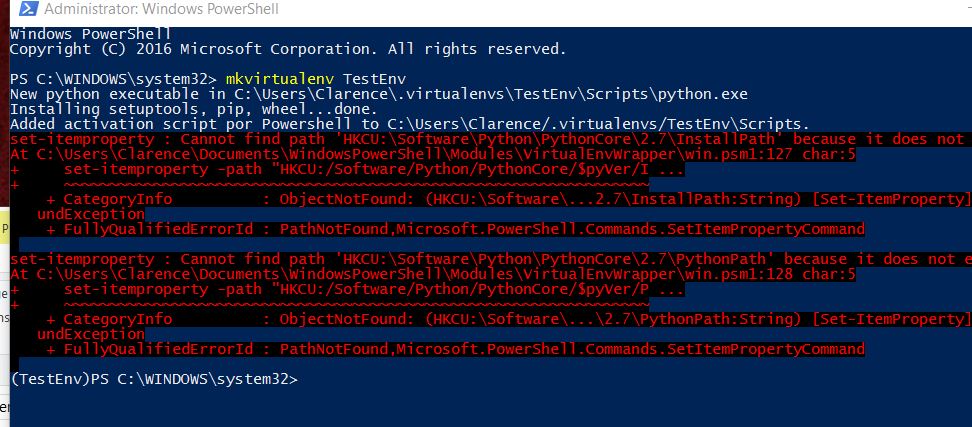 Administrator: Windows PowerShell
Windows PowerShell
Copyright (C) 2016 Microsoft Corporation. All rights reserved.
PS C:\WINDOWS\system32> mkvirtualenv TestEnv
New python executable in C:\Users\Clarence\.virtualenvs\TestEnv\Scripts\python.exe
Installing setuptools, pip, wheel...done.
Added activation script por Powershell to C:\Users\Clarence/.virtualenvs/TestEnv\Scripts.
set-itemproperty : Cannot find path 'HKCU:\Software\Python\PythonCore\2.7\InstallPath' because it does not
At C:\Users\Clarence\Documents\WindowsPowerShell\Modules\VirtualEnvWrapper\win.psm1:127 char:5
+     set-itemproperty -path "HKCU:/Software/Python/PythonCore/$pyVer/I ...
+     ~~~~~~~~~~~~~~~~~~~~~~~~~~~~~~~~~~~~~~~~~~~~~~~~~~~~~~~~~~~~~~~~~
    + CategoryInfo          : ObjectNotFound: (HKCU:\Software\...2.7\InstallPath:String) [Set-ItemProperty]
   undException
    + FullyQualifiedErrorId : PathNotFound,Microsoft.PowerShell.Commands.SetItemPropertyCommand
set-itemproperty : Cannot find path 'HKCU:\Software\Python\PythonCore\2.7\PythonPath' because it does not e
At C:\Users\Clarence\Documents\WindowsPowerShell\Modules\VirtualEnvWrapper\win.psm1:128 char:5
+     set-itemproperty -path "HKCU:/Software/Python/PythonCore/$pyVer/P ...
+     ~~~~~~~~~~~~~~~~~~~~~~~~~~~~~~~~~~~~~~~~~~~~~~~~~~~~~~~~~~~~~~~~~
    + CategoryInfo          : ObjectNotFound: (HKCU:\Software\...\2.7\PythonPath:String) [Set-ItemProperty]
   undException
    + FullyQualifiedErrorId : PathNotFound,Microsoft.PowerShell.Commands.SetItemPropertyCommand
(TestEnv)PS C:\WINDOWS\system32>